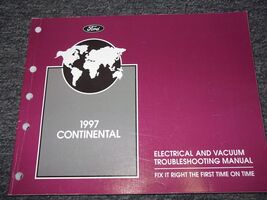 Ford
1997
CONTINENTAL
ELECTRICAL AND VACUUM
TROUBLESHOOTING MANUAL
FIX IT RIGHT THE FIRST TIME ON TIME